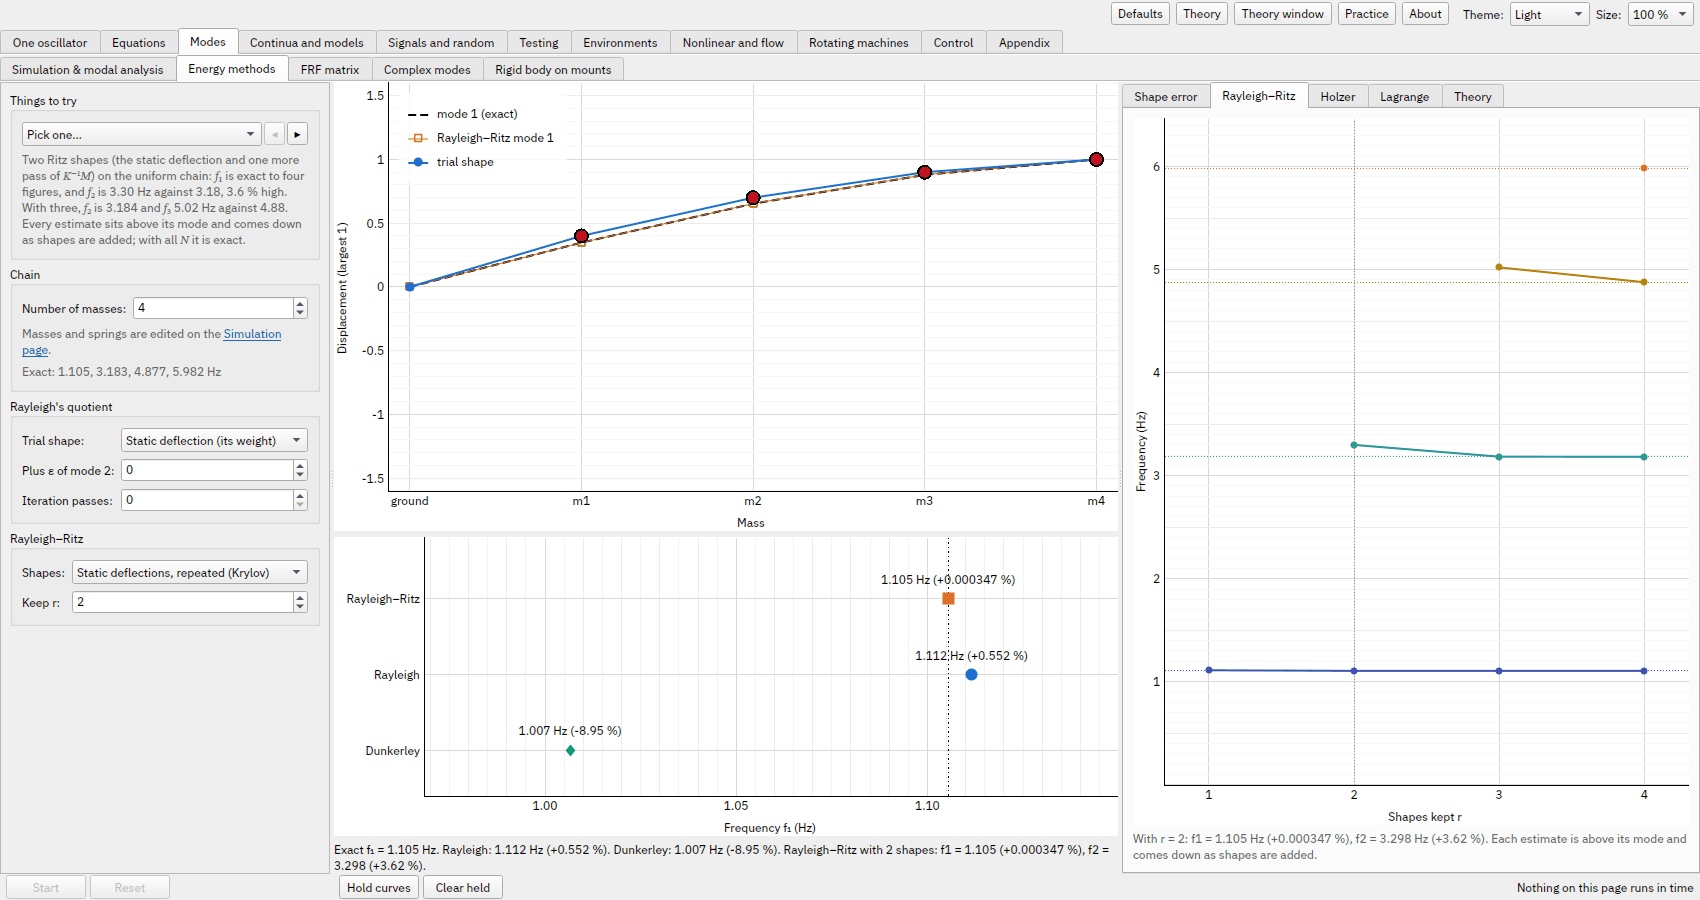 Defaults Theory Theory window Practice About Theme: Light Size: 100 %
One oscillator Equations Modes Continua and models Signals and random Testing Environments Nonlinear and flow Rotating machines Control Appendix
Simulation & modal analysis Energy methods FRF matrix Complex modes Rigid body on mounts
Things to try
Pick one...
Two Ritz shapes (the static deflection and one more
pass of K⁻¹M) on the uniform chain: f₁ is exact to four
figures, and f₂ is 3.30 Hz against 3.18, 3.6 % high.
With three, f₂ is 3.184 and f₃ 5.02 Hz against 4.88.
Every estimate sits above its mode and comes down
as shapes are added; with all N it is exact.
Chain
Number of masses: 4
Masses and springs are edited on the Simulation
page.
Exact: 1.105, 3.183, 4.877, 5.982 Hz
Rayleigh's quotient
Trial shape: Static deflection (its weight)
Plus ε of mode 2: 0
Iteration passes: 0
Rayleigh–Ritz
Shapes: Static deflections, repeated (Krylov)
Keep r: 2
Start Reset
mode 1 (exact)
Rayleigh–Ritz mode 1
trial shape
Displacement (largest 1)
1.5
1
0.5
0
-0.5
-1
-1.5
ground m1 m2 m3 m4
Mass
Rayleigh–Ritz
Rayleigh
Dunkerley
1.105 Hz (+0.000347 %)
1.112 Hz (+0.552 %)
1.007 Hz (-8.95 %)
1.00 1.05 1.10
Frequency f₁ (Hz)
Exact f₁ = 1.105 Hz. Rayleigh: 1.112 Hz (+0.552 %). Dunkerley: 1.007 Hz (-8.95 %). Rayleigh–Ritz with 2 shapes: f1 = 1.105 (+0.000347 %), f2 =
3.298 (+3.62 %).
Hold curves Clear held
Shape error Rayleigh–Ritz Holzer Lagrange Theory
Frequency (Hz)
6
5
4
3
2
1
1 2 3 4
Shapes kept r
With r = 2: f1 = 1.105 Hz (+0.000347 %), f2 = 3.298 Hz (+3.62 %). Each estimate is above its mode and
comes down as shapes are added.
Nothing on this page runs in time